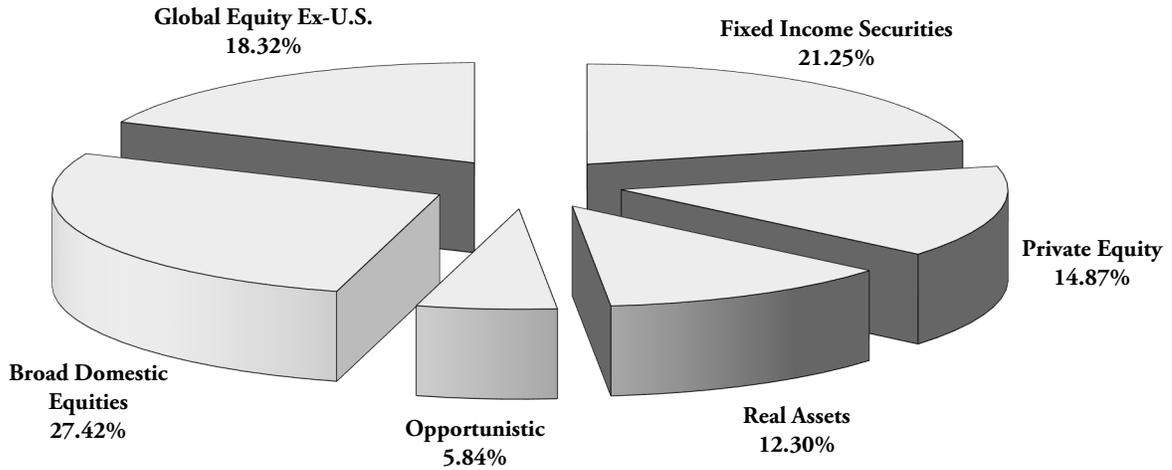 Global Equity Ex-U.S.
18.32%
Fixed Income Securities
21.25%
Private Equity
14.87%
Broad Domestic
Equities
27.42%
Opportunistic
5.84%
Real Assets
12.30%